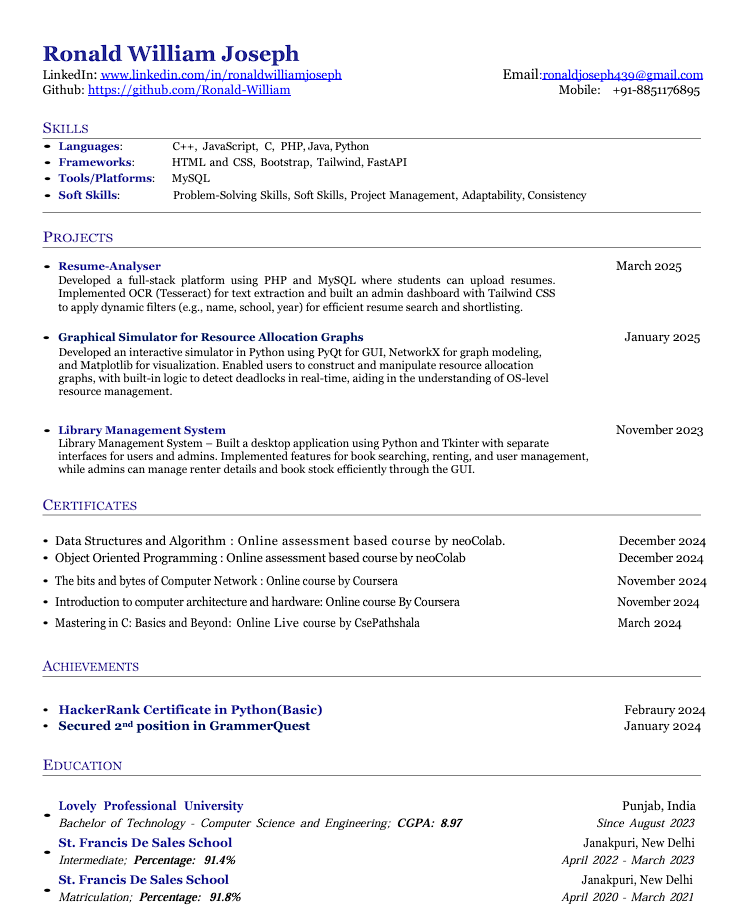 Ronald William Joseph
LinkedIn: www.linkedin.com/in/ronaldwilliamjoseph Email:ronaldjoseph439@gmail.com
Github: https://github.com/Ronald-William Mobile: +91-8851176895
SKILLS
• Languages: C++, JavaScript, C, PHP, Java, Python
• Frameworks: HTML and CSS, Bootstrap, Tailwind, FastAPI
• Tools/Platforms: MySQL
• Soft Skills: Problem-Solving Skills, Soft Skills, Project Management, Adaptability, Consistency
PROJECTS
• Resume-Analyser March 2025
Developed a full-stack platform using PHP and MySQL where students can upload resumes.
Implemented OCR (Tesseract) for text extraction and built an admin dashboard with Tailwind CSS
to apply dynamic filters (e.g., name, school, year) for efficient resume search and shortlisting.
• Graphical Simulator for Resource Allocation Graphs January 2025
Developed an interactive simulator in Python using PyQt for GUI, NetworkX for graph modeling,
and Matplotlib for visualization. Enabled users to construct and manipulate resource allocation
graphs, with built-in logic to detect deadlocks in real-time, aiding in the understanding of OS-level
resource management.
• Library Management System November 2023
Library Management System – Built a desktop application using Python and Tkinter with separate
interfaces for users and admins. Implemented features for book searching, renting, and user management,
while admins can manage renter details and book stock efficiently through the GUI.
CERTIFICATES
• Data Structures and Algorithm : Online assessment based course by neoColab. December 2024
• Object Oriented Programming : Online assessment based course by neoColab December 2024
• The bits and bytes of Computer Network : Online course by Coursera November 2024
• Introduction to computer architecture and hardware: Online course By Coursera November 2024
• Mastering in C: Basics and Beyond: Online Live course by CsePathshala March 2024
ACHIEVEMENTS
• HackerRank Certificate in Python(Basic) Febraury 2024
• Secured 2nd position in GrammerQuest January 2024
EDUCATION
• Lovely Professional University Punjab, India
Bachelor of Technology - Computer Science and Engineering; CGPA: 8.97 Since August 2023
• St. Francis De Sales School Janakpuri, New Delhi
Intermediate; Percentage: 91.4% April 2022 - March 2023
• St. Francis De Sales School Janakpuri, New Delhi
Matriculation; Percentage: 91.8% April 2020 - March 2021